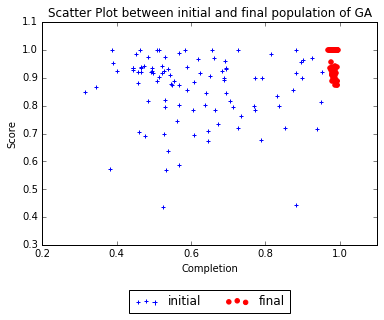 Scatter Plot between initial and final population of GA
1.1
1.0
0.9
0.8
0.7
0.6
0.5
0.4
0.3
Score
0.2 0.4 0.6 0.8 1.0
Completion
initial final